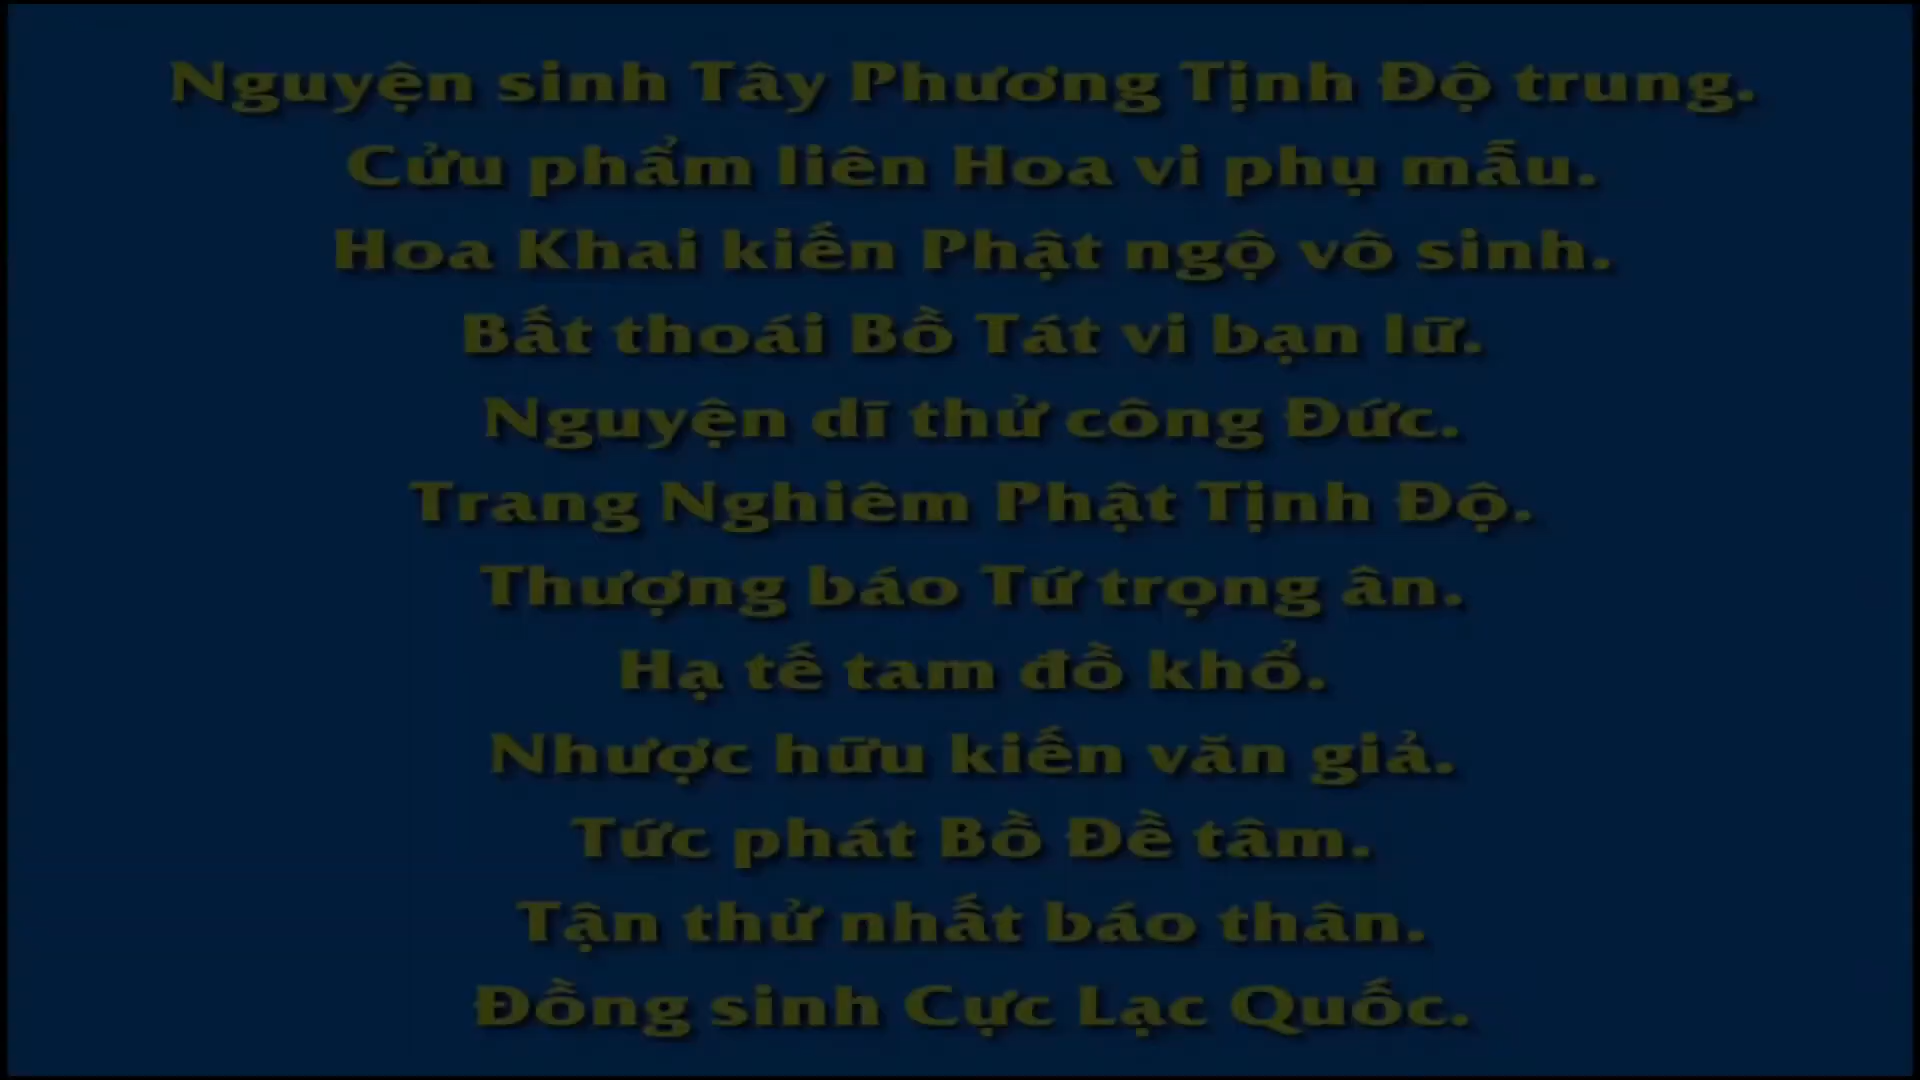 Nguyện sinh Tây Phương Tịnh Độ trung.
Cửu phẩm liên Hoa vi phụ mẫu.
Hoa Khai kiến Phật ngộ vô sinh.
Bất thoái Bồ Tát vi bạn lữ.
Nguyện dĩ thử công Đức.
Trang Nghiêm Phật Tịnh Độ.
Thượng báo Tứ trọng ân.
Hạ tế tam đồ khổ.
Nhược hữu kiến văn giả.
Tức phát Bồ Đề tâm.
Tận thử nhất báo thân.
Đồng sinh Cực Lạc Quốc.